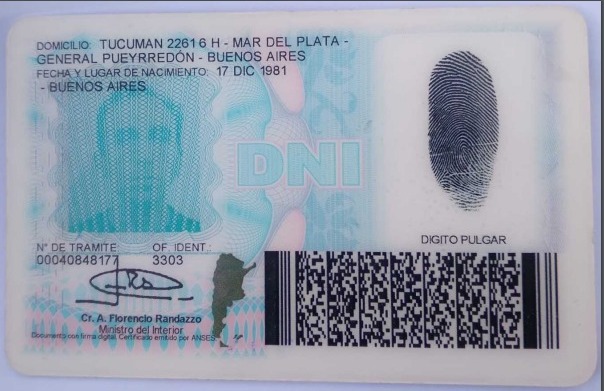 DOMICILIO: TUCUMAN 2261 6 H - MAR DEL PLATA -
GENERAL PUEYRREDÓN - BUENOS AIRES
FECHA Y LUGAR DE NACIMIENTO: 17 DIC 1981
- BUENOS AIRES
DNI
DIGITO PULGAR
N° DE TRAMITE: OF. IDENT.:
00040848177 3303
Cr. A. Florencio Randazzo
Ministro del Interior
Documento con firma digital. Certificado emitido por ANSES